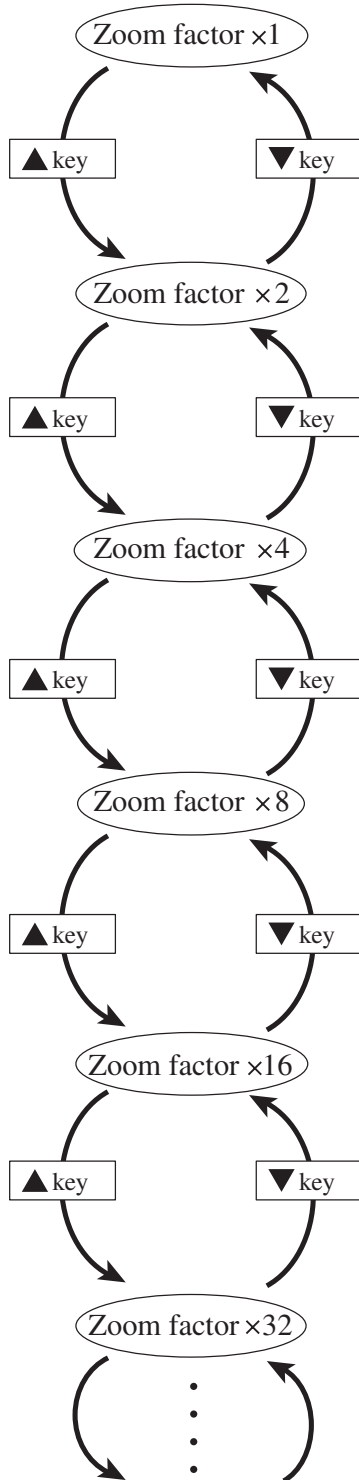 Zoom factor ×1
▲ key
▼ key
Zoom factor ×2
▲ key
▼ key
Zoom factor ×4
▲ key
▼ key
Zoom factor ×8
▲ key
▼ key
Zoom factor ×16
▲ key
▼ key
Zoom factor ×32